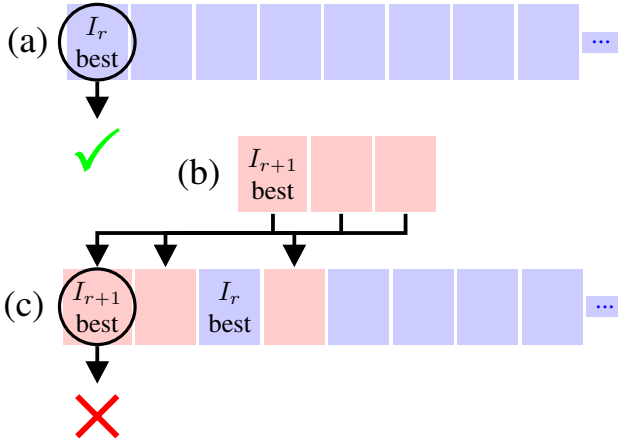 (a)
I_r
best
...
(b)
I_{r+1}
best
(c)
I_{r+1}
best
I_r
best
...